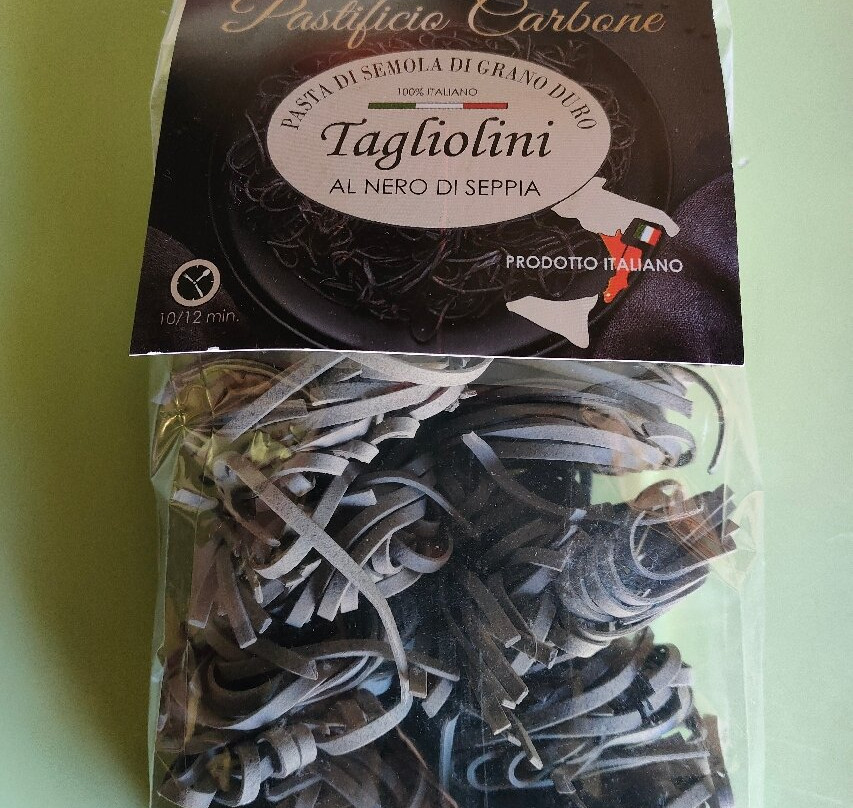 Pastificio Carbone
PASTA DI SEMOLA DI GRANO DURO
100% ITALIANO
Tagliolini
AL NERO DI SEPPIA
PRODOTTO ITALIANO
10/12 min.